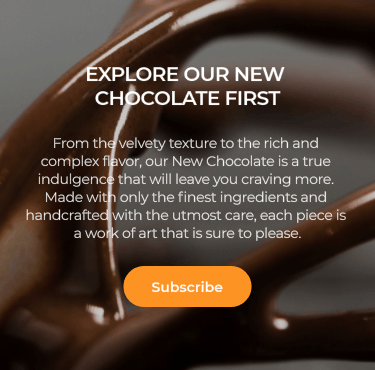 EXPLORE OUR NEW
CHOCOLATE FIRST
From the velvety texture to the rich and
complex flavor, our New Chocolate is a true
indulgence that will leave you craving more.
Made with only the finest ingredients and
handcrafted with the utmost care, each piece is
a work of art that is sure to please.
Subscribe